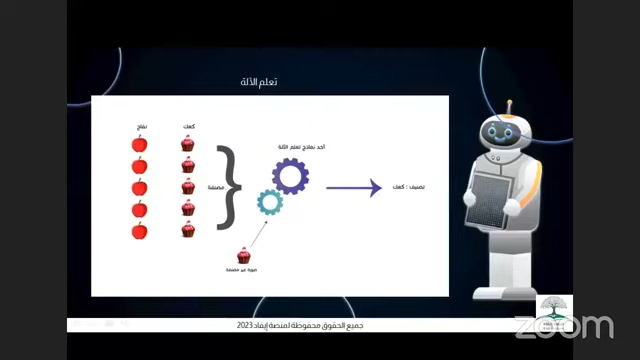 تعلم الآلة
تفاح
كعك
مصنفة
أحد نماذج تعلم الآلة
تصنيف : كعك
صورة غير مصنفة
جميع الحقوق محفوظة لمنصة إيفاد 2023
zoom